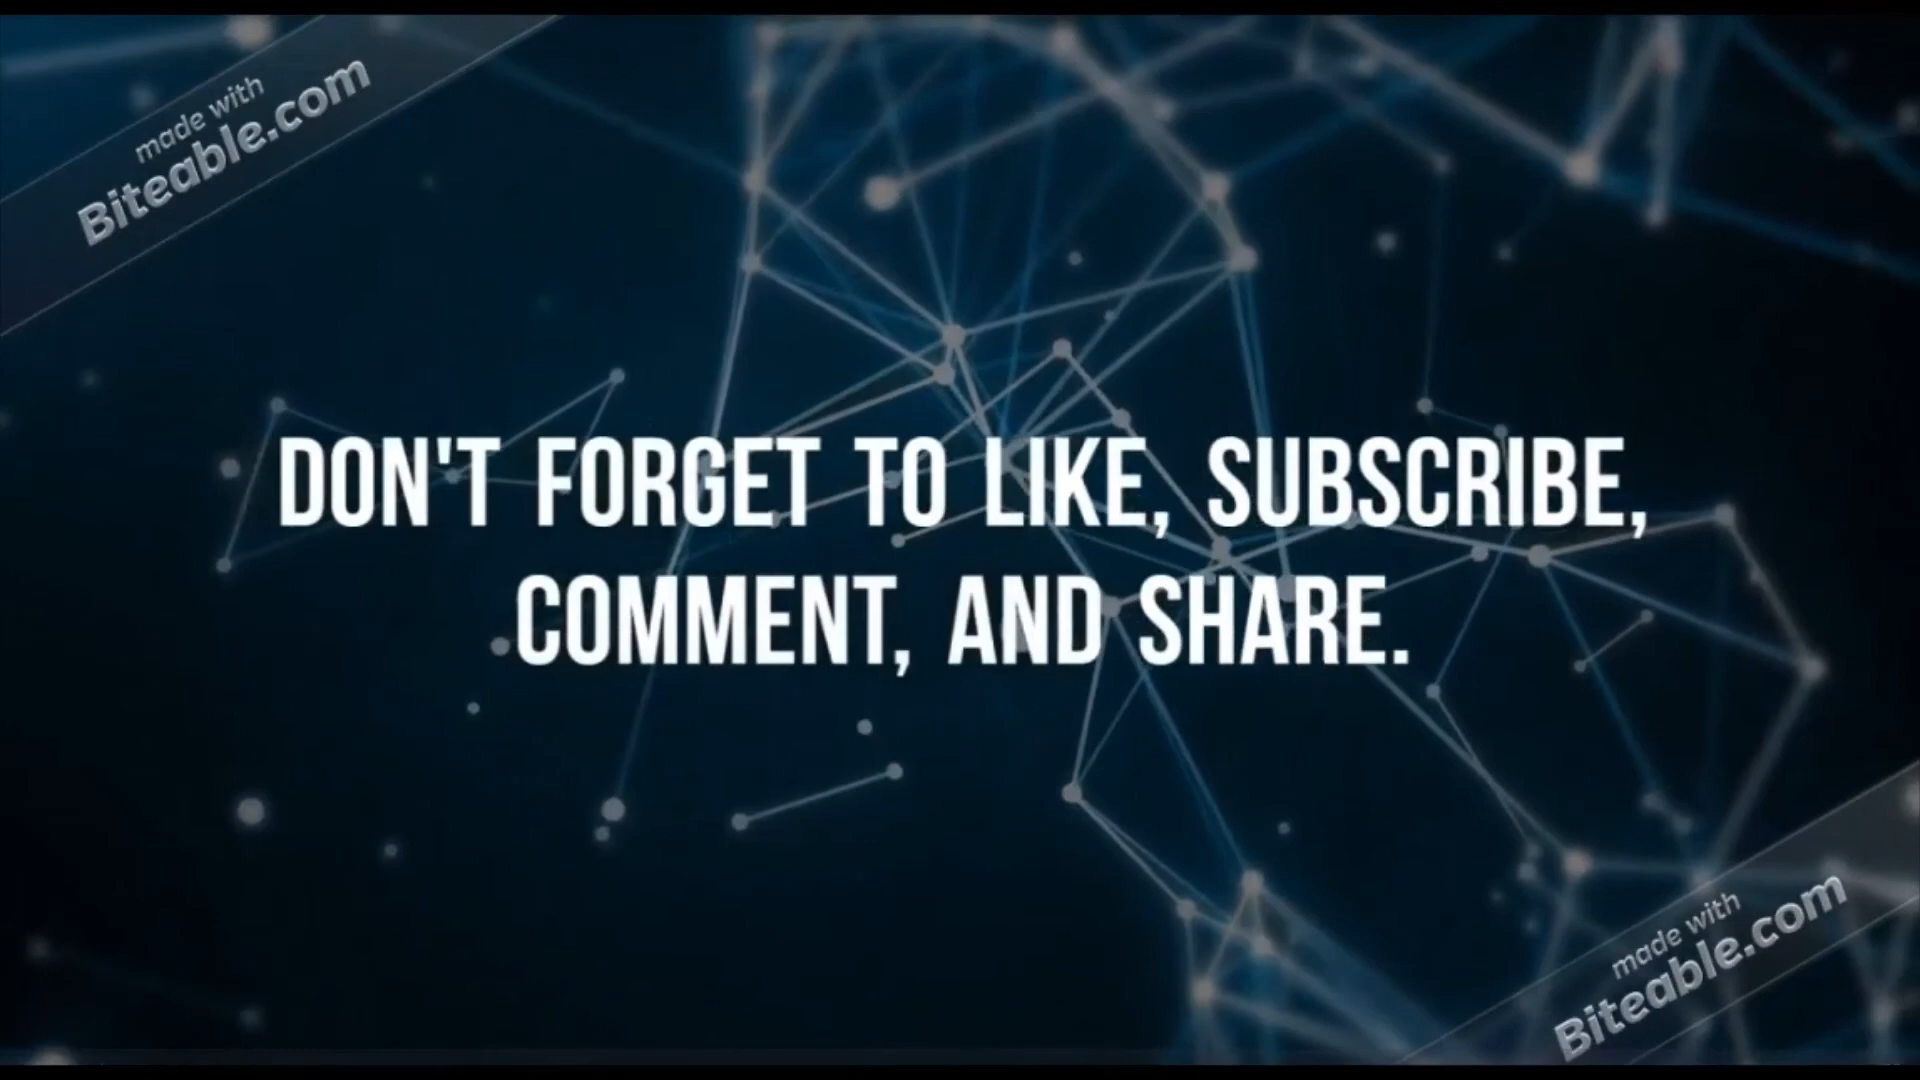 made with
Biteable.com
DON'T FORGET TO LIKE, SUBSCRIBE,
COMMENT, AND SHARE.
made with
Biteable.com